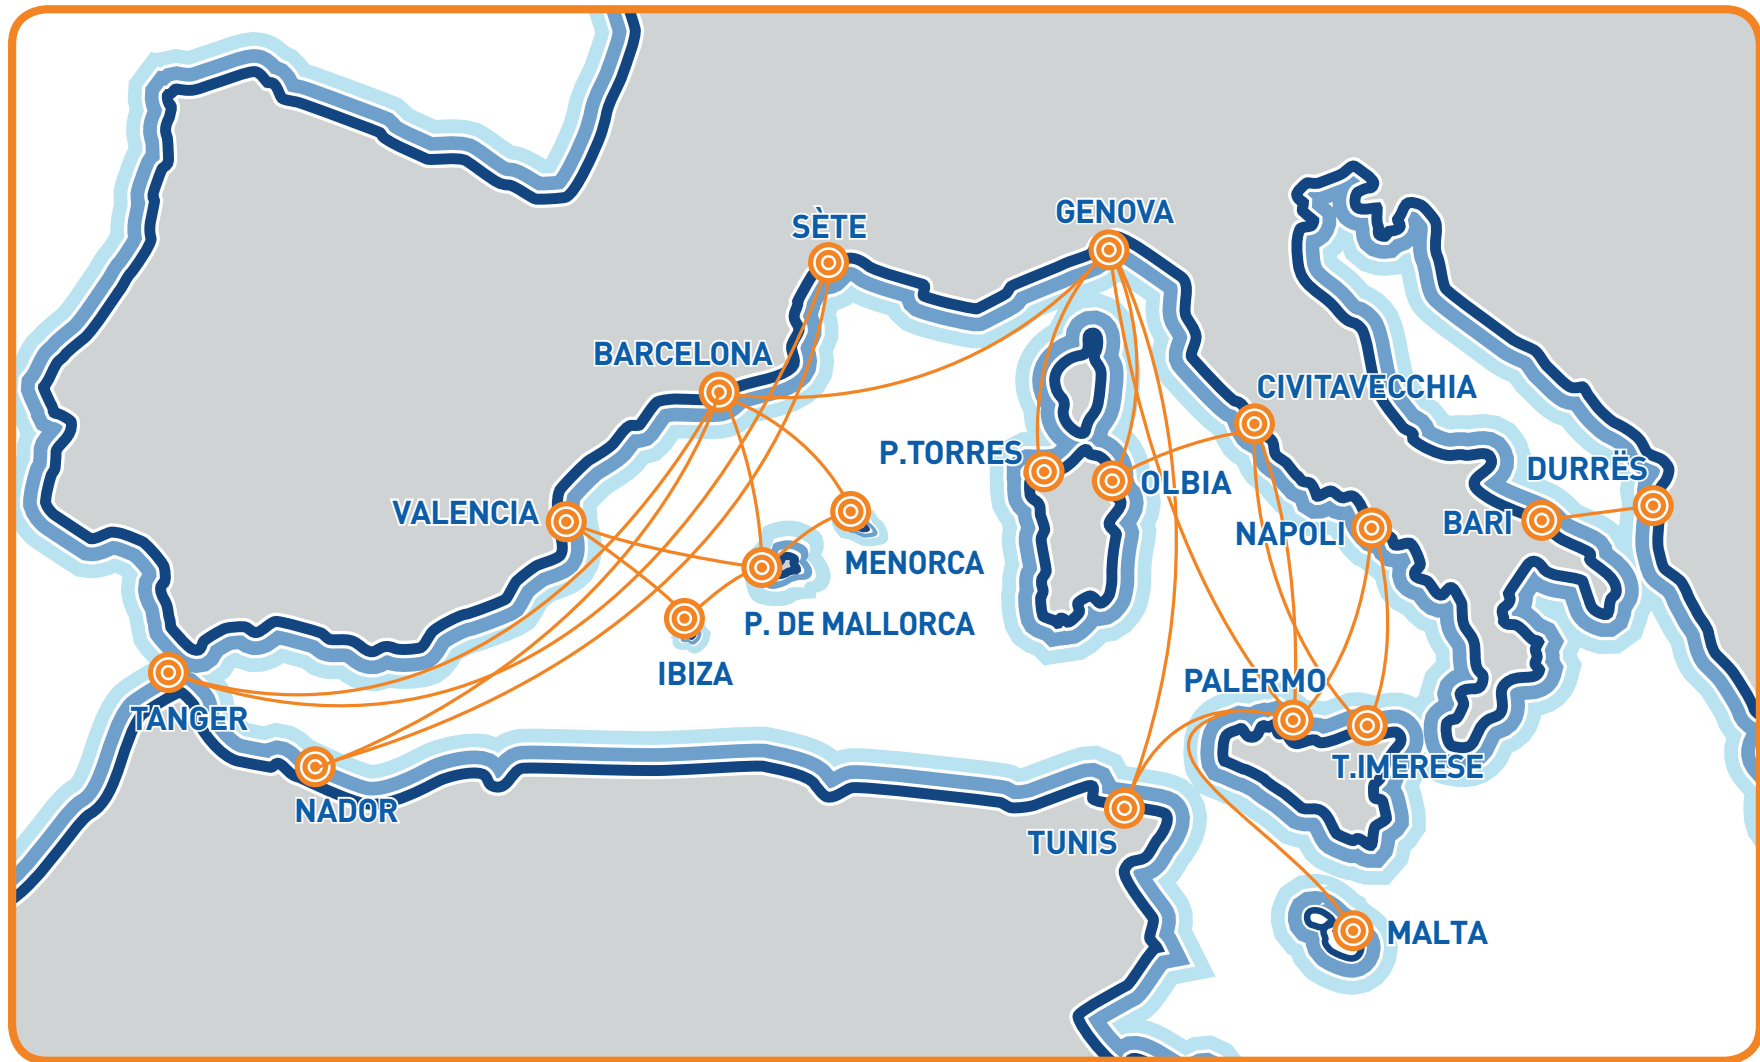 GENOVA
SÈTE
BARCELONA
CIVITAVECCHIA
P.TORRES
DURRËS
OLBIA
VALENCIA
BARI
NAPOLI
MENORCA
P. DE MALLORCA
IBIZA
PALERMO
TANGER
T.IMERESE
NADOR
TUNIS
MALTA